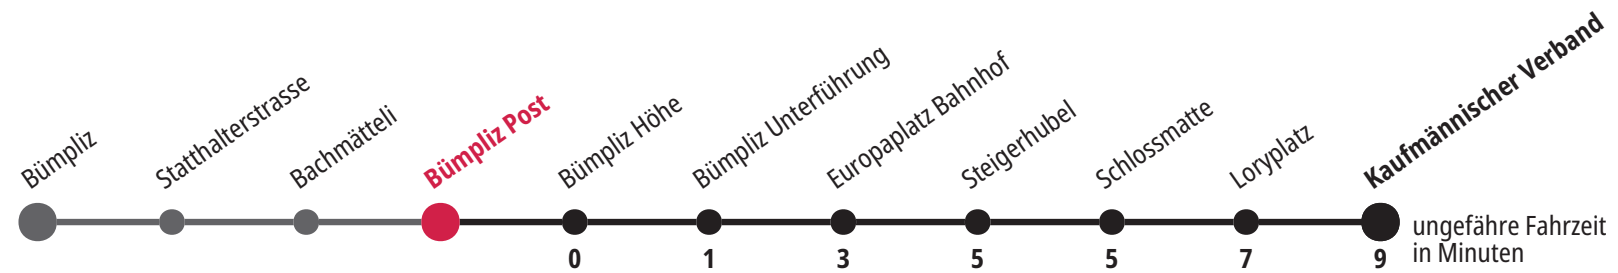 Bümpliz
Statthalterstrasse
Bachmätteli
Bümpliz Post
Bümpliz Höhe
Bümpliz Unterführung
Europaplatz Bahnhof
Steigerhubel
Schlossmatte
Loryplatz
Kaufmännischer Verband
0 1 3 5 5 7 9
ungefähre Fahrzeit
in Minuten